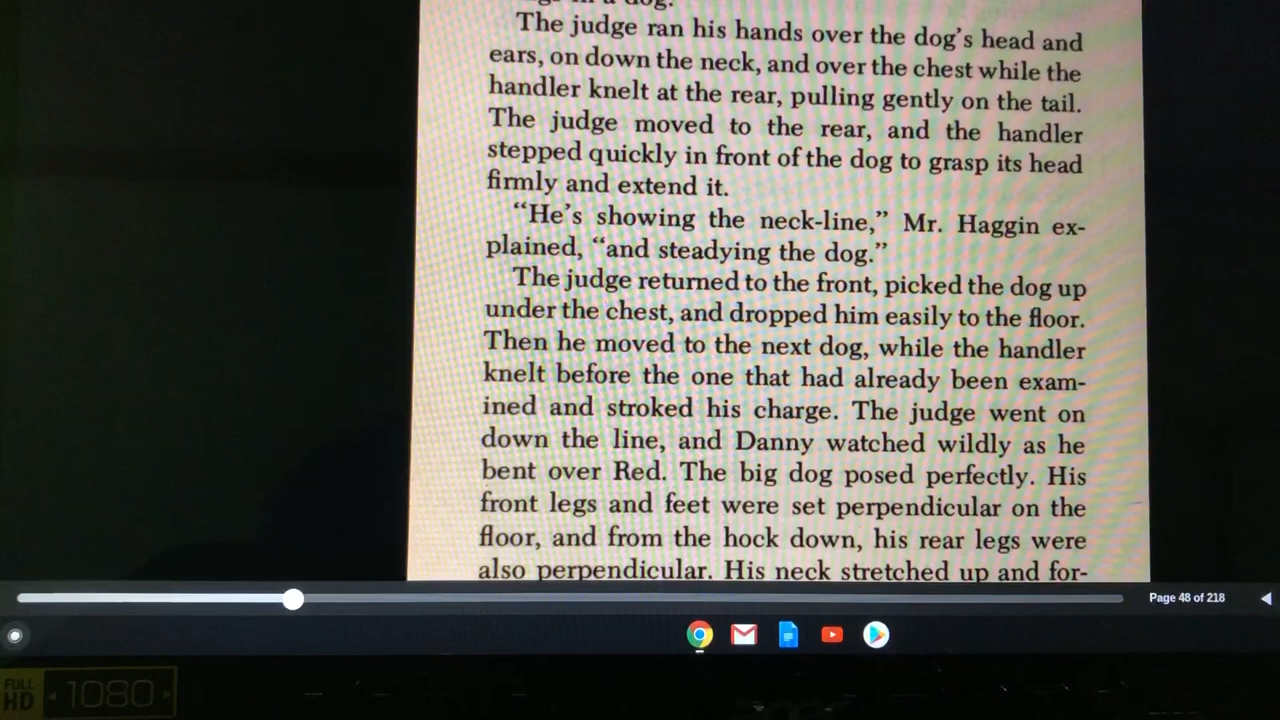 The judge ran his hands over the dog's head and
ears, on down the neck, and over the chest while the
handler knelt at the rear, pulling gently on the tail.
The judge moved to the rear, and the handler
stepped quickly in front of the dog to grasp its head
firmly and extend it.
“He's showing the neck-line,” Mr. Haggin ex-
plained, “and steadying the dog.”
The judge returned to the front, picked the dog up
under the chest, and dropped him easily to the floor.
Then he moved to the next dog, while the handler
knelt before the one that had already been exam-
ined and stroked his charge. The judge went on
down the line, and Danny watched wildly as he
bent over Red. The big dog posed perfectly. His
front legs and feet were set perpendicular on the
floor, and from the hock down, his rear legs were
also perpendicular. His neck stretched up and for-
Page 48 of 218
FULL
HD
1080